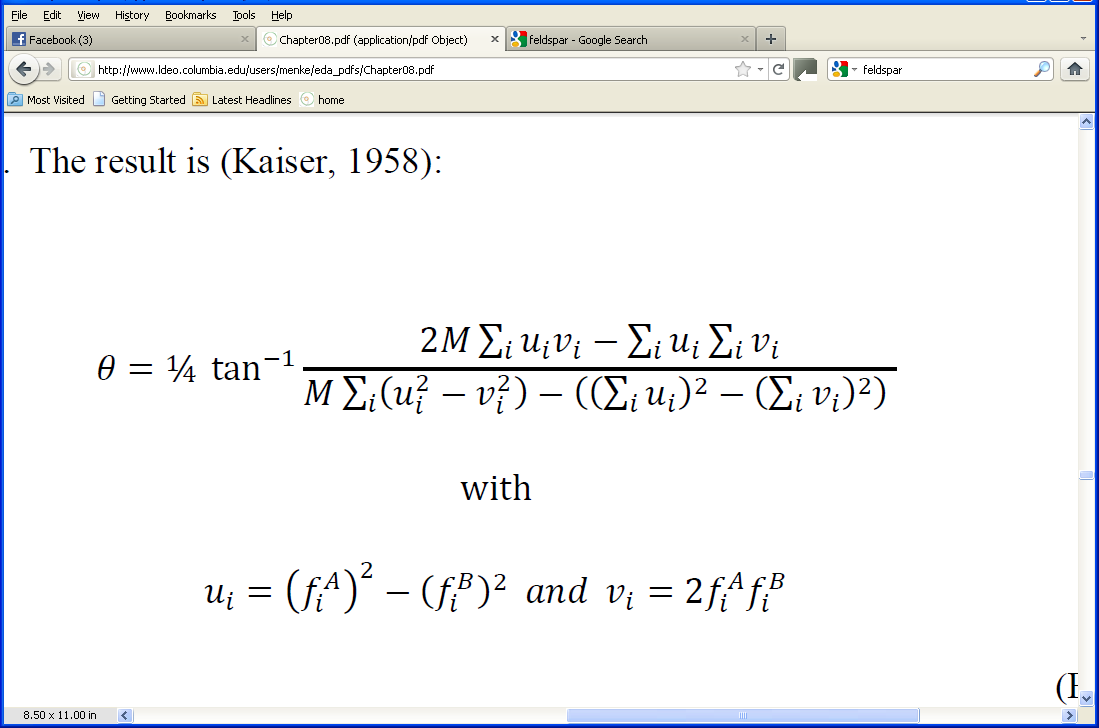 File Edit View History Bookmarks Tools Help
Facebook (3) Chapter08.pdf (application/pdf Object) feldspar - Google Search
http://www.ldeo.columbia.edu/users/menke/eda_pdfs/Chapter08.pdf feldspar
Most Visited Getting Started Latest Headlines home
. The result is (Kaiser, 1958):
θ = ¼ tan⁻¹ (2M ∑ᵢ uᵢvᵢ − ∑ᵢ uᵢ ∑ᵢ vᵢ) / (M ∑ᵢ(uᵢ² − vᵢ²) − ((∑ᵢ uᵢ)² − (∑ᵢ vᵢ)²))
with
uᵢ = (fᵢᴬ)² − (fᵢᴮ)² and vᵢ = 2fᵢᴬfᵢᴮ
8.50 x 11.00 in